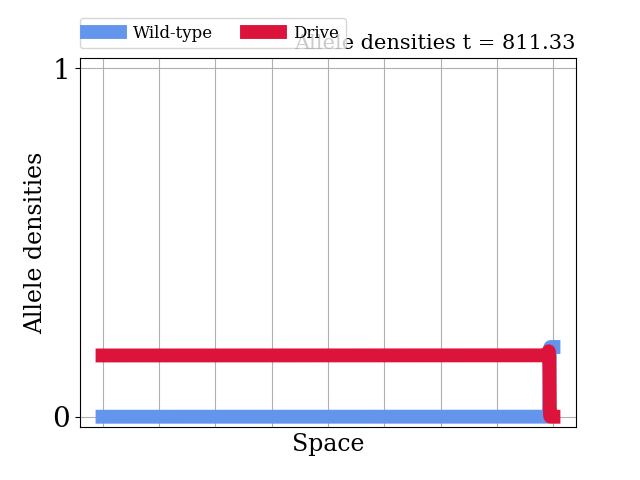 Wild-type Drive
Allele densities t = 811.33
1
Allele densities
0
Space